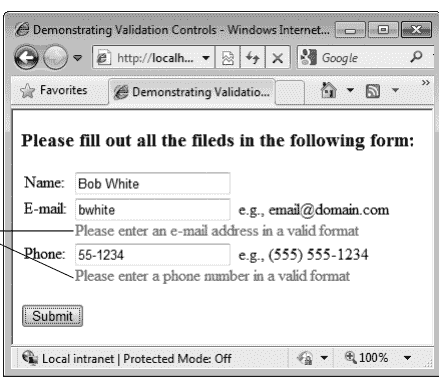 Demonstrating Validation Controls - Windows Internet...
http://localh...
Google
Favorites
Demonstrating Validatio...
»
Please fill out all the fileds in the following form:
Name: Bob White
E-mail: bwhite e.g., email@domain.com
Please enter an e-mail address in a valid format
Phone: 55-1234 e.g., (555) 555-1234
Please enter a phone number in a valid format
Submit
Local intranet | Protected Mode: Off 100%